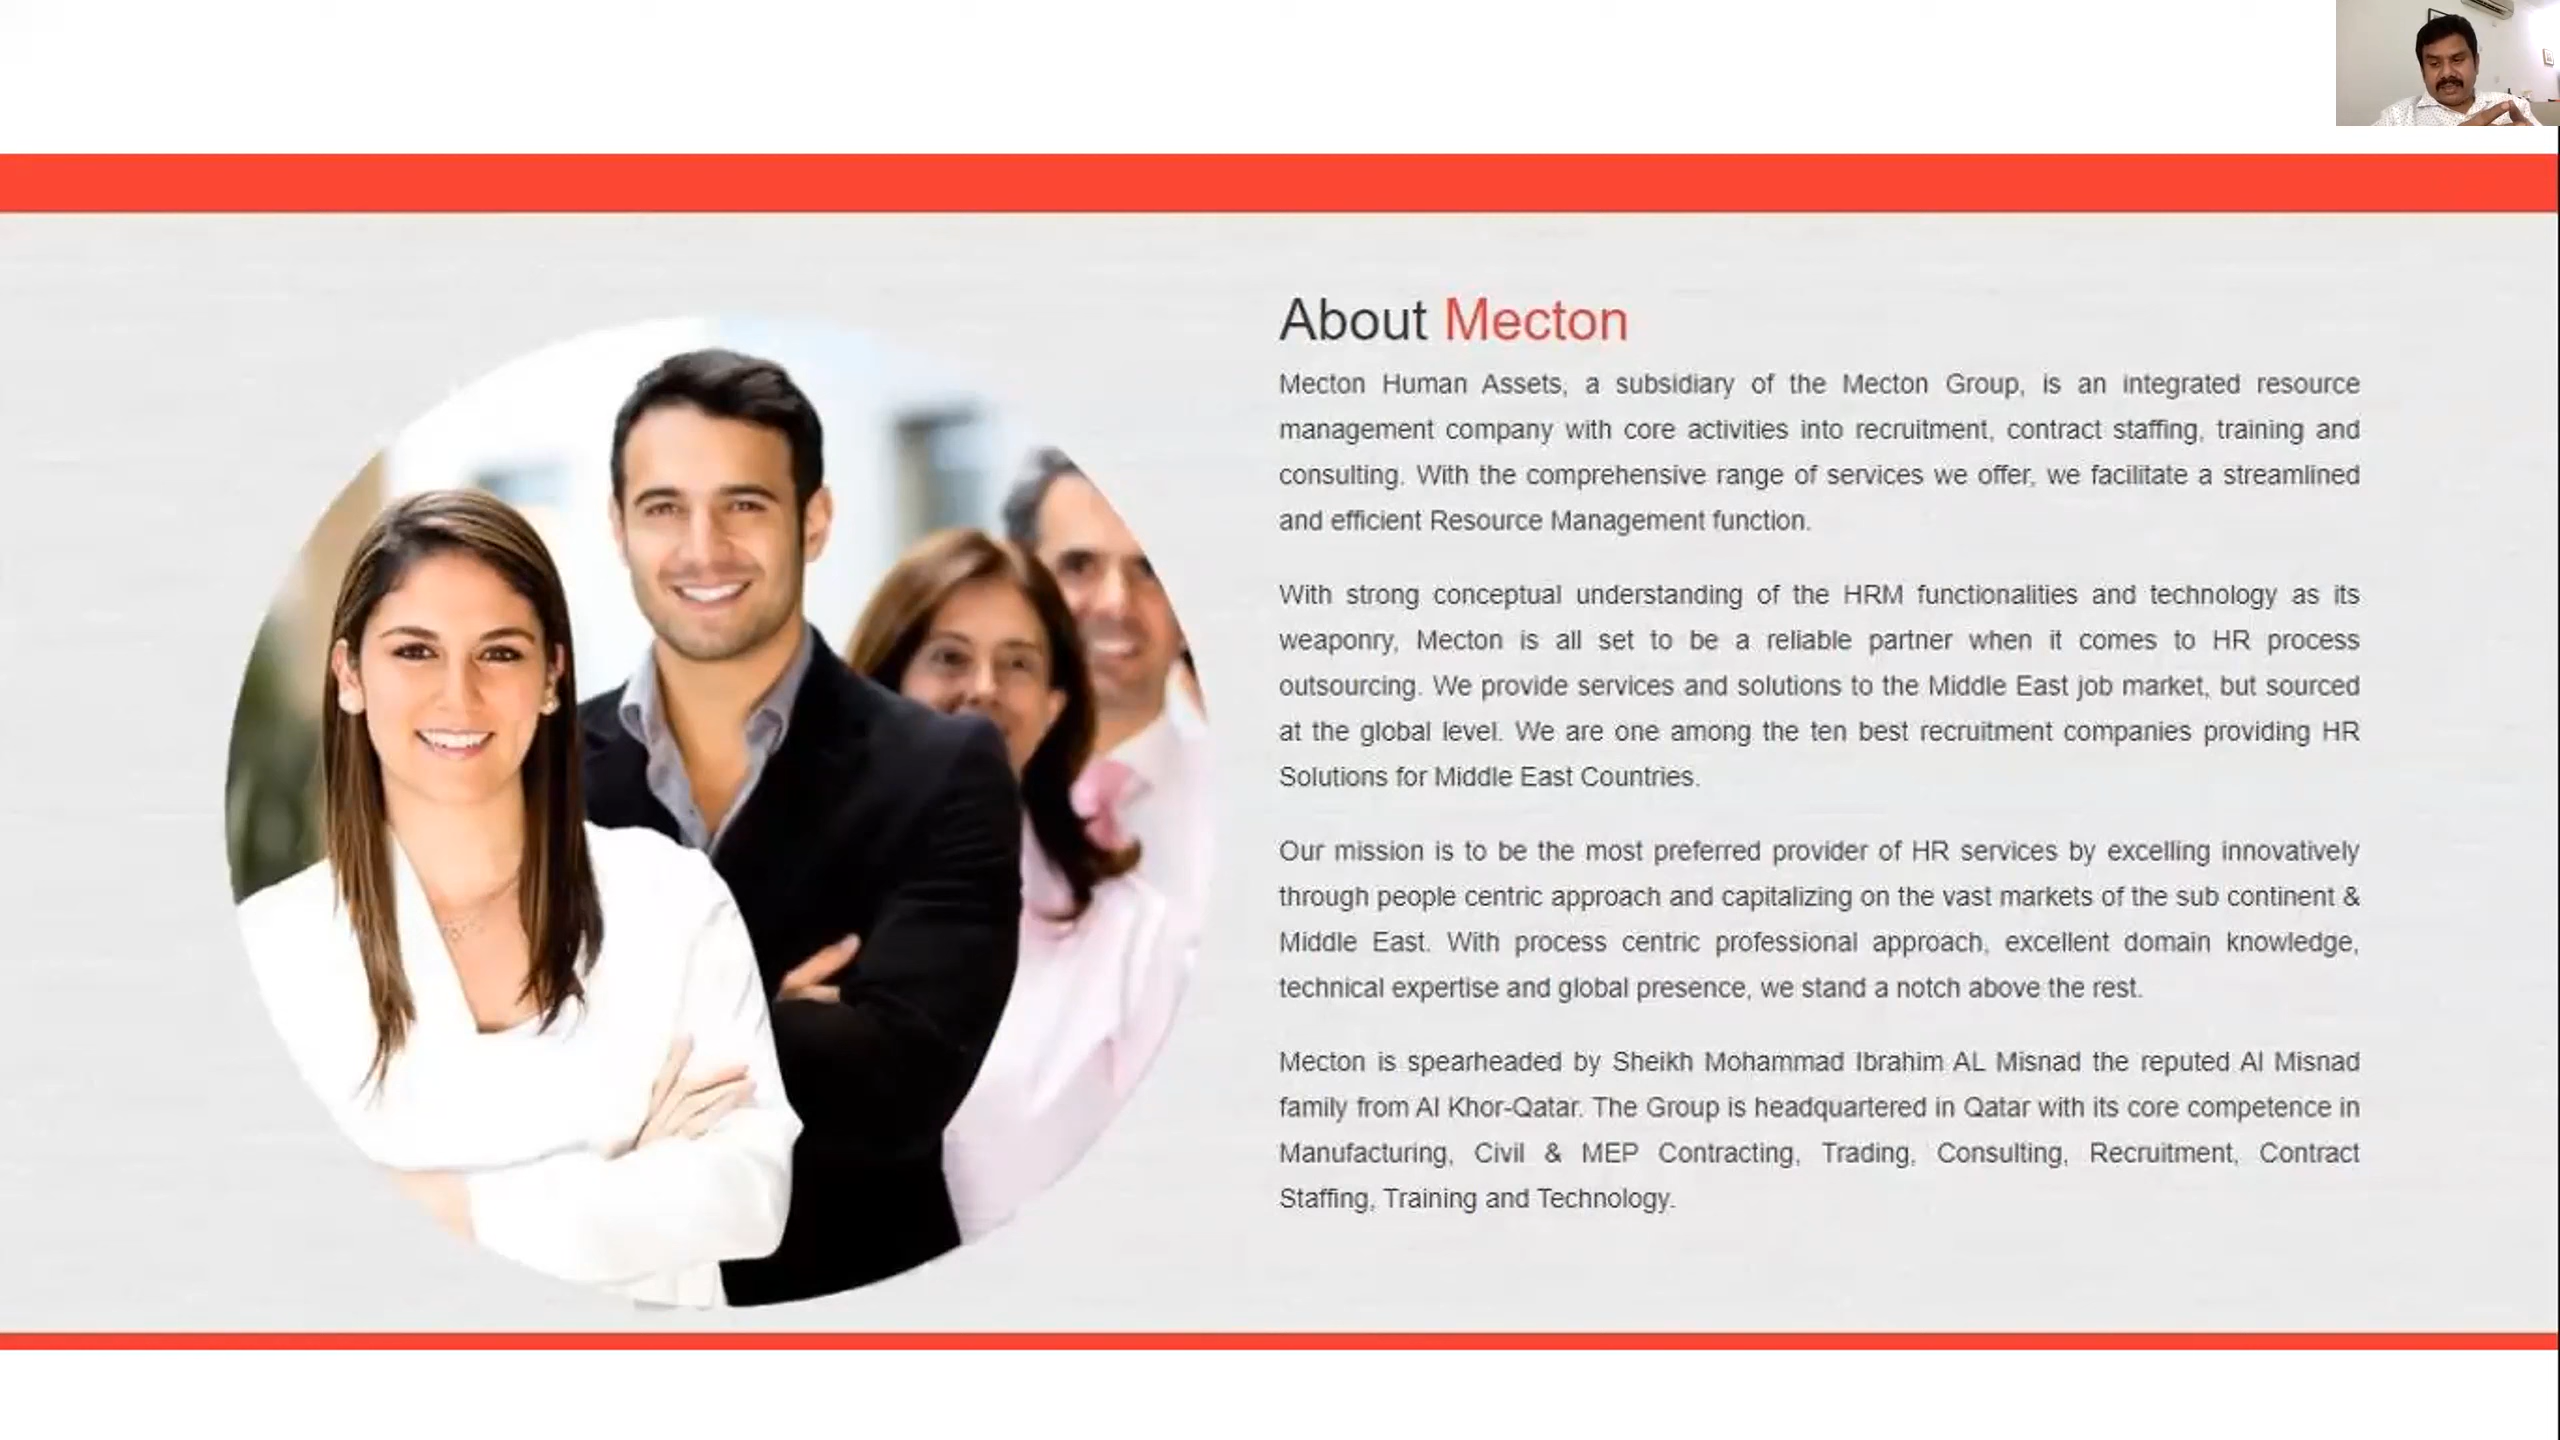 About Mecton
Mecton Human Assets, a subsidiary of the Mecton Group, is an integrated resource
management company with core activities into recruitment, contract staffing, training and
consulting. With the comprehensive range of services we offer, we facilitate a streamlined
and efficient Resource Management function.
With strong conceptual understanding of the HRM functionalities and technology as its
weaponry, Mecton is all set to be a reliable partner when it comes to HR process
outsourcing. We provide services and solutions to the Middle East job market, but sourced
at the global level. We are one among the ten best recruitment companies providing HR
Solutions for Middle East Countries.
Our mission is to be the most preferred provider of HR services by excelling innovatively
through people centric approach and capitalizing on the vast markets of the sub continent &
Middle East. With process centric professional approach, excellent domain knowledge,
technical expertise and global presence, we stand a notch above the rest.
Mecton is spearheaded by Sheikh Mohammad Ibrahim AL Misnad the reputed Al Misnad
family from Al Khor-Qatar. The Group is headquartered in Qatar with its core competence in
Manufacturing, Civil & MEP Contracting, Trading, Consulting, Recruitment, Contract
Staffing, Training and Technology.